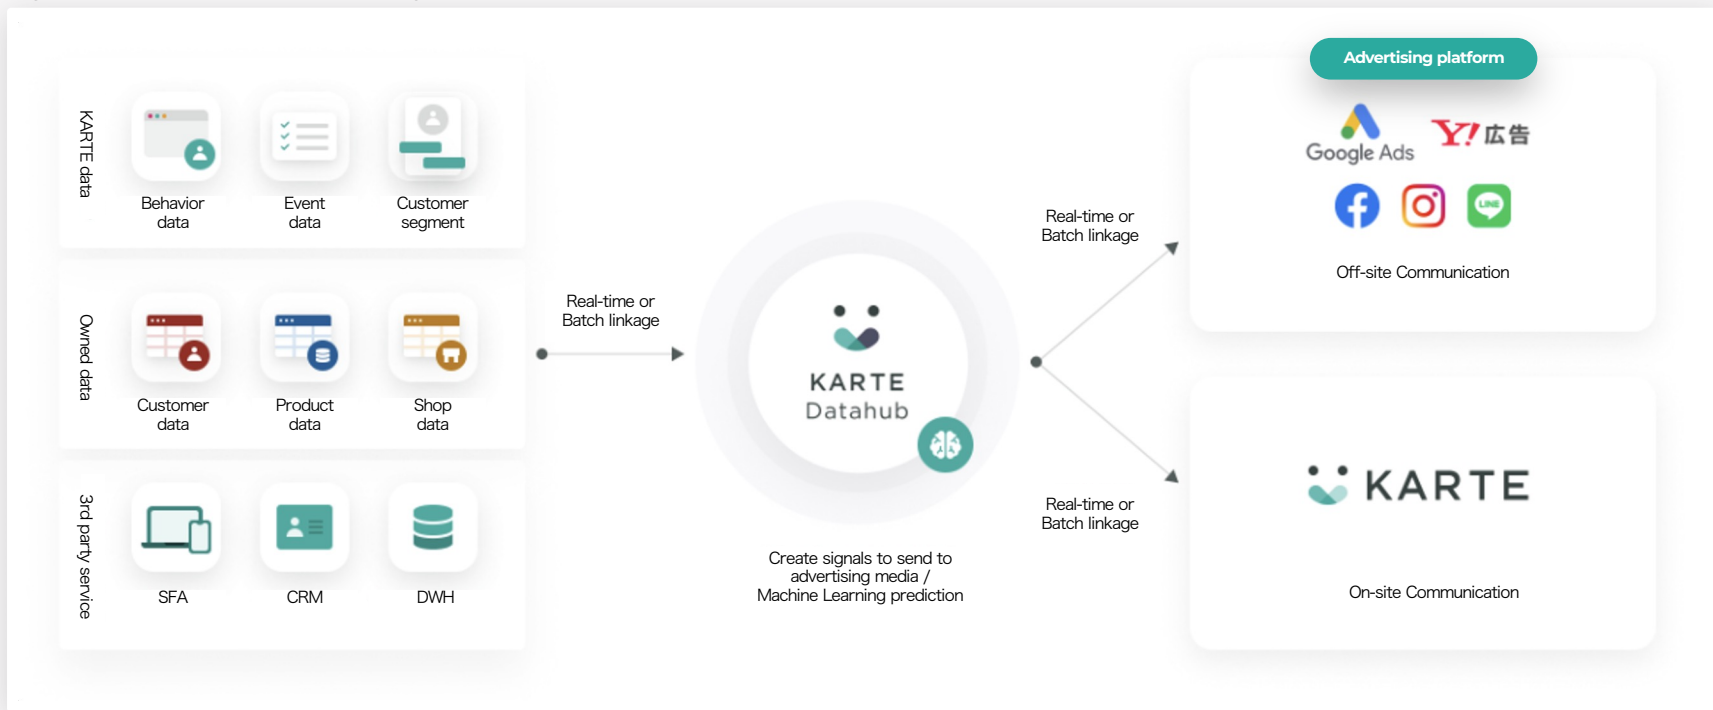 KARTE data
Behavior
data
Event
data
Customer
segment
Owned data
Customer
data
Product
data
Shop
data
3rd party service
SFA
CRM
DWH
Real-time or
Batch linkage
KARTE
Datahub
Create signals to send to
advertising media /
Machine Learning prediction
Real-time or
Batch linkage
Real-time or
Batch linkage
Advertising platform
Google Ads
Y! 広告
LINE
Off-site Communication
KARTE
On-site Communication